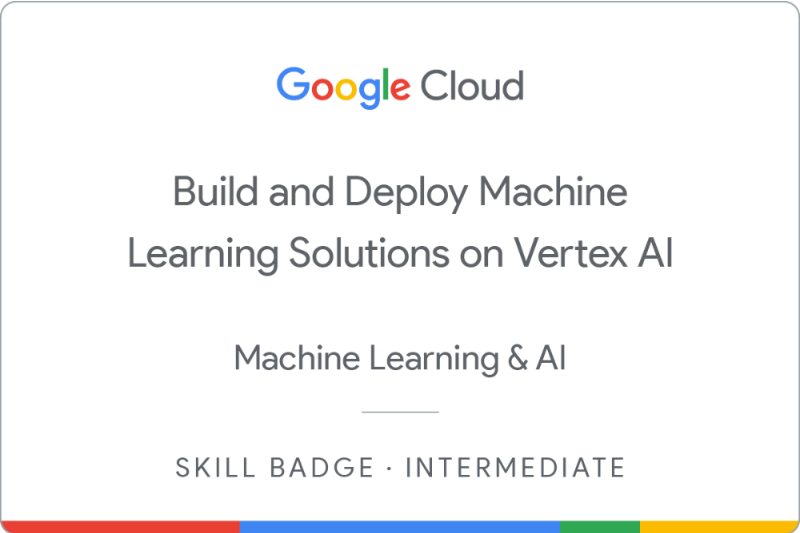 Google Cloud
Build and Deploy Machine
Learning Solutions on Vertex AI
Machine Learning & AI
SKILL BADGE · INTERMEDIATE